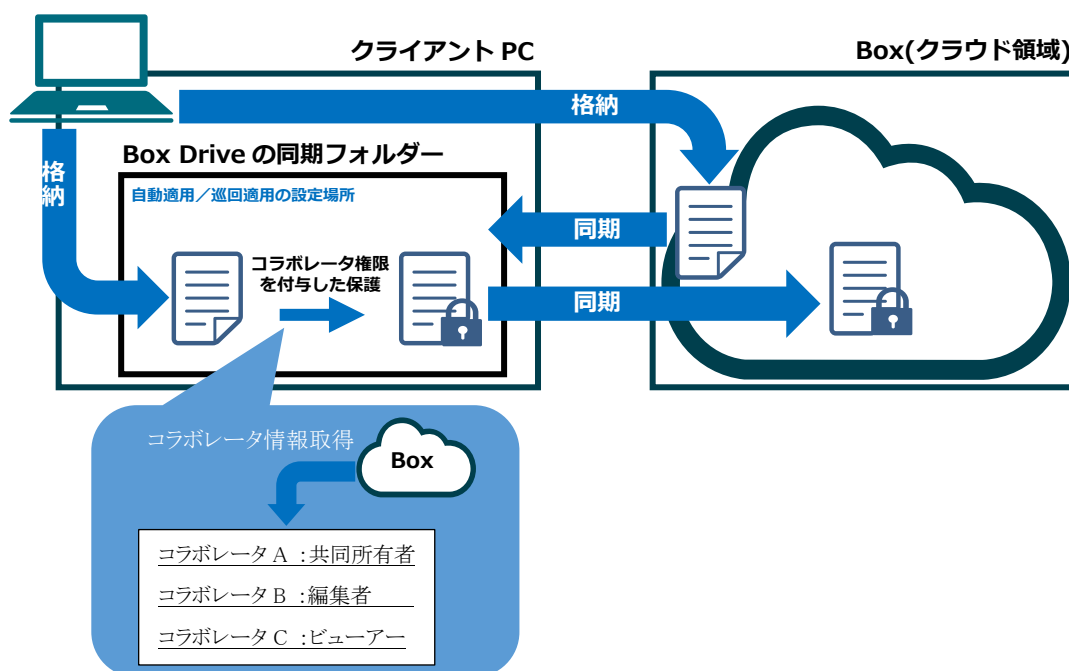 クライアント PC
Box(クラウド領域)
格納
格納
Box Drive の同期フォルダー
自動適用／巡回適用の設定場所
同期
コラボレータ権限
を付与した保護
同期
コラボレータ情報取得
Box
コラボレータ A ：共同所有者
コラボレータ B ：編集者
コラボレータ C ：ビューアー